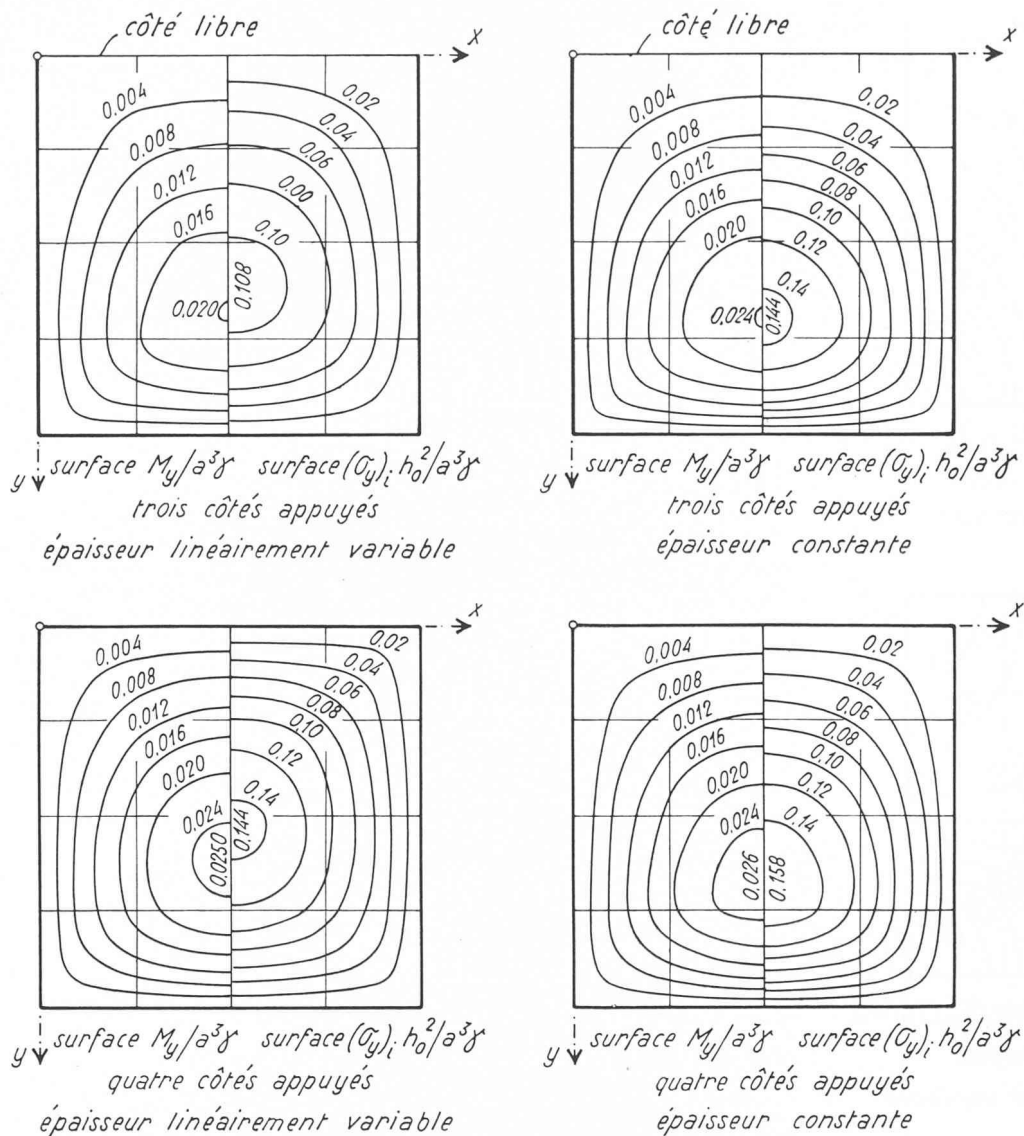 côté libre
x
0.004
0.02
0.008
0.04
0.012
0.06
0.016
0.00
0.10
0.020
0.108
y
surface My/a³γ surface (σy)i h₀²/a³γ
trois côtés appuyés
épaisseur linéairement variable
côté libre
x
0.004
0.02
0.008
0.04
0.012
0.06
0.016
0.08
0.020
0.10
0.12
0.14
0.024
0.144
y
surface My/a³γ surface (σy)i h₀²/a³γ
trois côtés appuyés
épaisseur constante
x
0.004
0.02
0.008
0.04
0.012
0.06
0.016
0.08
0.020
0.10
0.024
0.12
0.14
0.0250
0.144
y
surface My/a³γ surface (σy)i h₀²/a³γ
quatre côtés appuyés
épaisseur linéairement variable
x
0.004
0.02
0.008
0.04
0.012
0.06
0.016
0.08
0.020
0.10
0.024
0.12
0.14
0.026
0.158
y
surface My/a³γ surface (σy)i h₀²/a³γ
quatre côtés appuyés
épaisseur constante